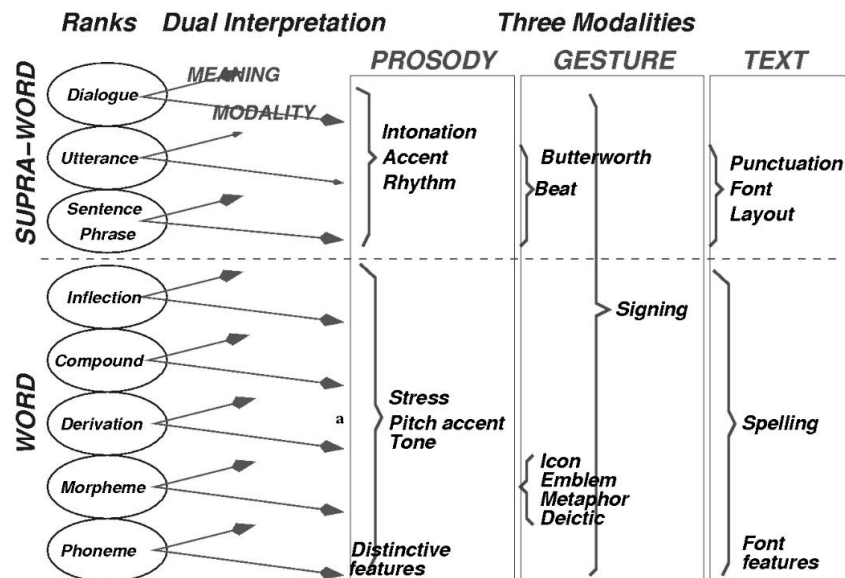 Ranks Dual Interpretation Three Modalities
PROSODY GESTURE TEXT
SUPRA-WORD
Dialogue
MEANING
MODALITY
Utterance
Sentence
Phrase
Intonation
Accent
Rhythm
Butterworth
Beat
Punctuation
Font
Layout
Signing
WORD
Inflection
Compound
Derivation
Morpheme
Phoneme
a
Stress
Pitch accent
Tone
Distinctive
features
Icon
Emblem
Metaphor
Deictic
Spelling
Font
features